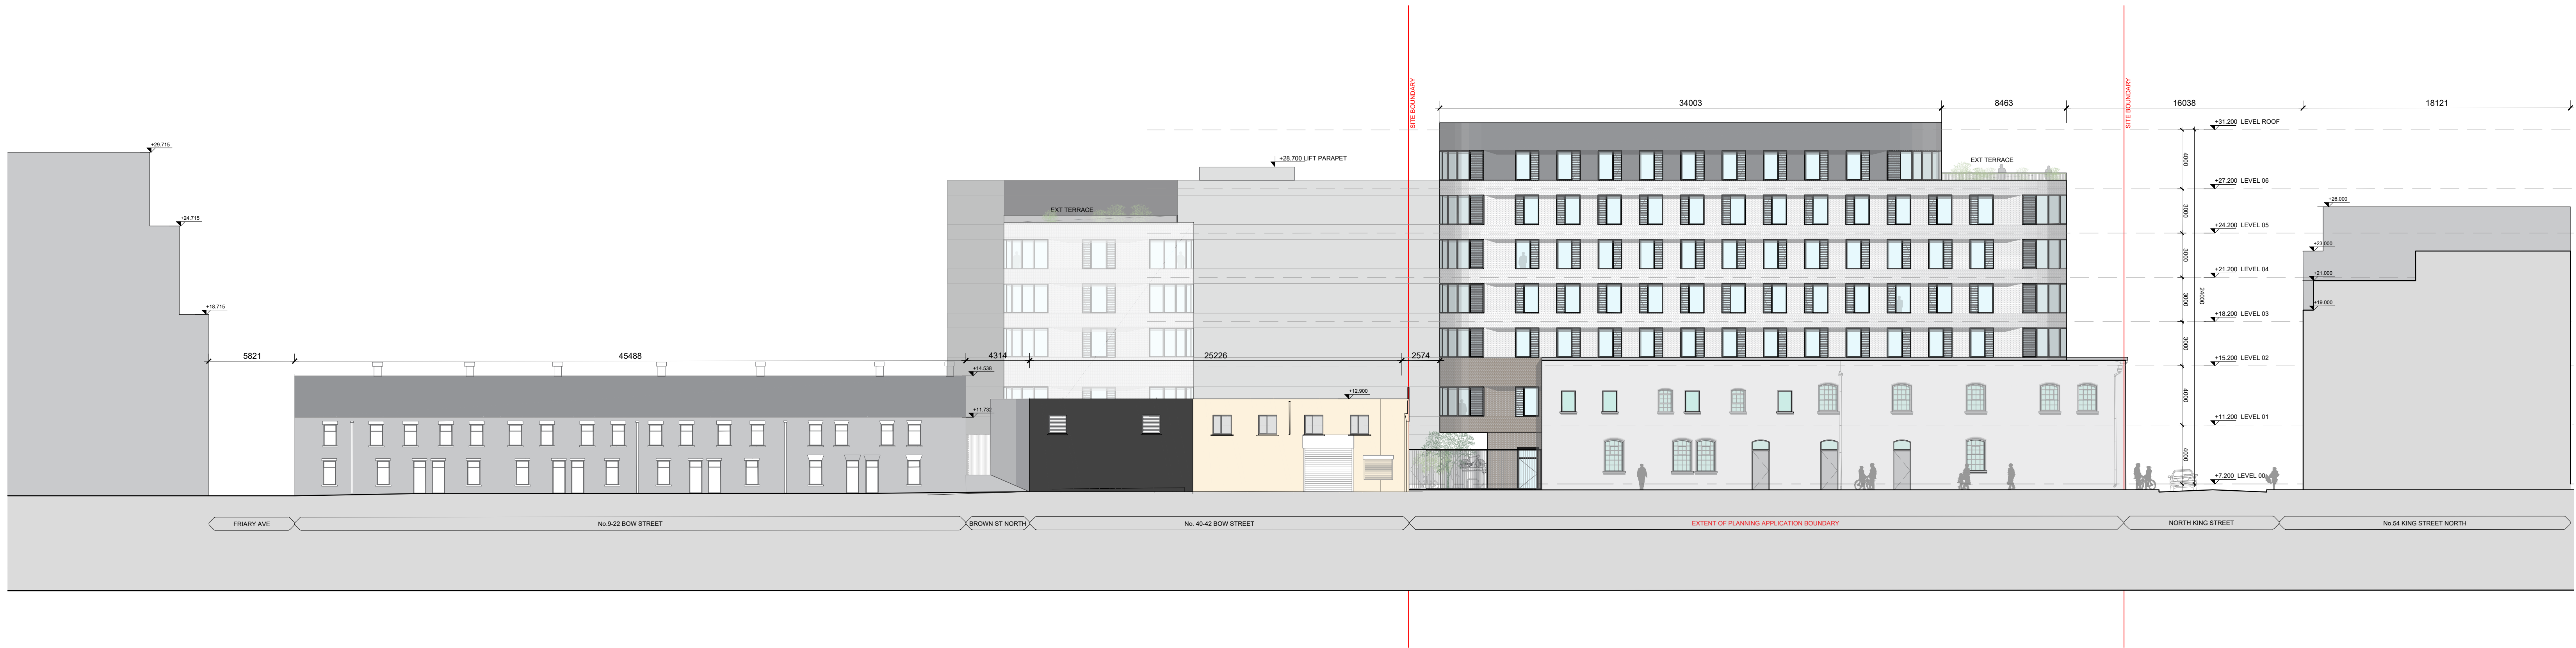 SITE BOUNDARY
SITE BOUNDARY
34003
8463
16038
18121
+31.200 LEVEL ROOF
+29.715
+28.700 LIFT PARAPET
EXT TERRACE
4000
+27.200 LEVEL 06
+26.000
EXT TERRACE
+24.715
3000
+24.200 LEVEL 05
+23.000
3000
+21.200 LEVEL 04
+21.000
3000
24000
+19.000
+18.715
+18.200 LEVEL 03
3000
5821
45488
4314
25226
2574
+15.200 LEVEL 02
+14.538
4000
+12.900
+11.732
+11.200 LEVEL 01
4000
+7.200 LEVEL 00
FRIARY AVE
No.9-22 BOW STREET
BROWN ST NORTH
No. 40-42 BOW STREET
EXTENT OF PLANNING APPLICATION BOUNDARY
NORTH KING STREET
No.54 KING STREET NORTH